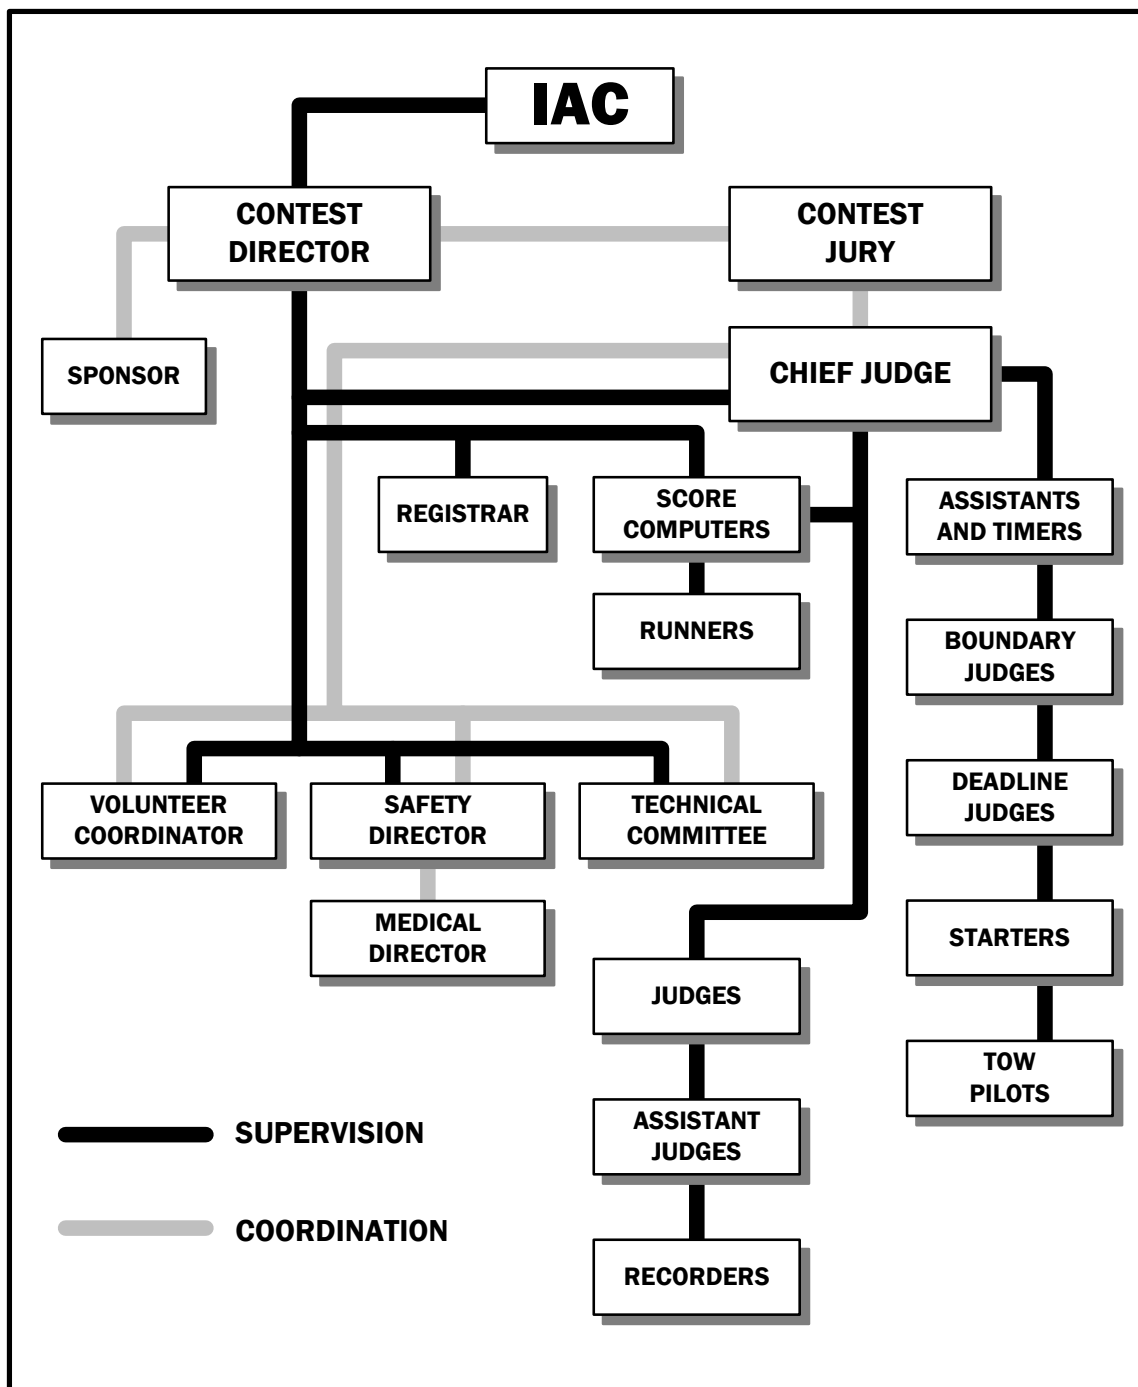 IAC
CONTEST
DIRECTOR
CONTEST
JURY
SPONSOR
CHIEF JUDGE
REGISTRAR
SCORE
COMPUTERS
ASSISTANTS
AND TIMERS
RUNNERS
BOUNDARY
JUDGES
VOLUNTEER
COORDINATOR
SAFETY
DIRECTOR
TECHNICAL
COMMITTEE
DEADLINE
JUDGES
MEDICAL
DIRECTOR
STARTERS
JUDGES
TOW
PILOTS
ASSISTANT
JUDGES
SUPERVISION
COORDINATION
RECORDERS